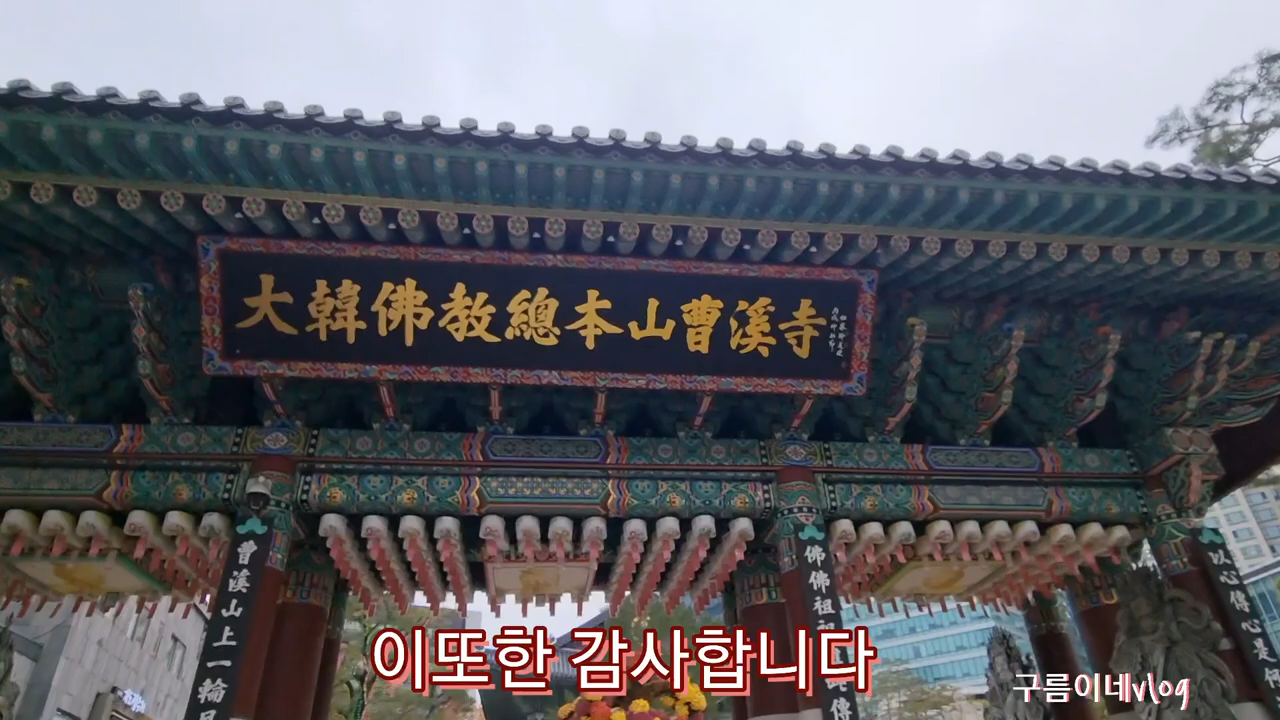 大韓佛教總本山曹溪寺
曹溪山上一輪
佛佛祖
以心傳心是何
이또한 감사합니다
구름이네vlog